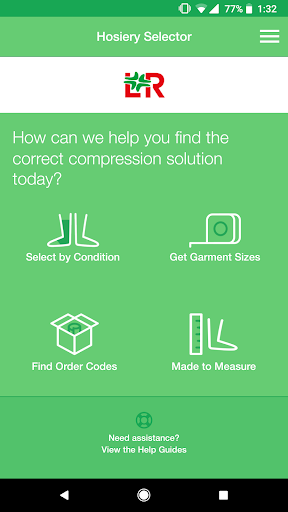 77% 1:32
Hosiery Selector
L&R
How can we help you find the
correct compression solution
today?
Select by Condition
Get Garment Sizes
Find Order Codes
Made to Measure
Need assistance?
View the Help Guides